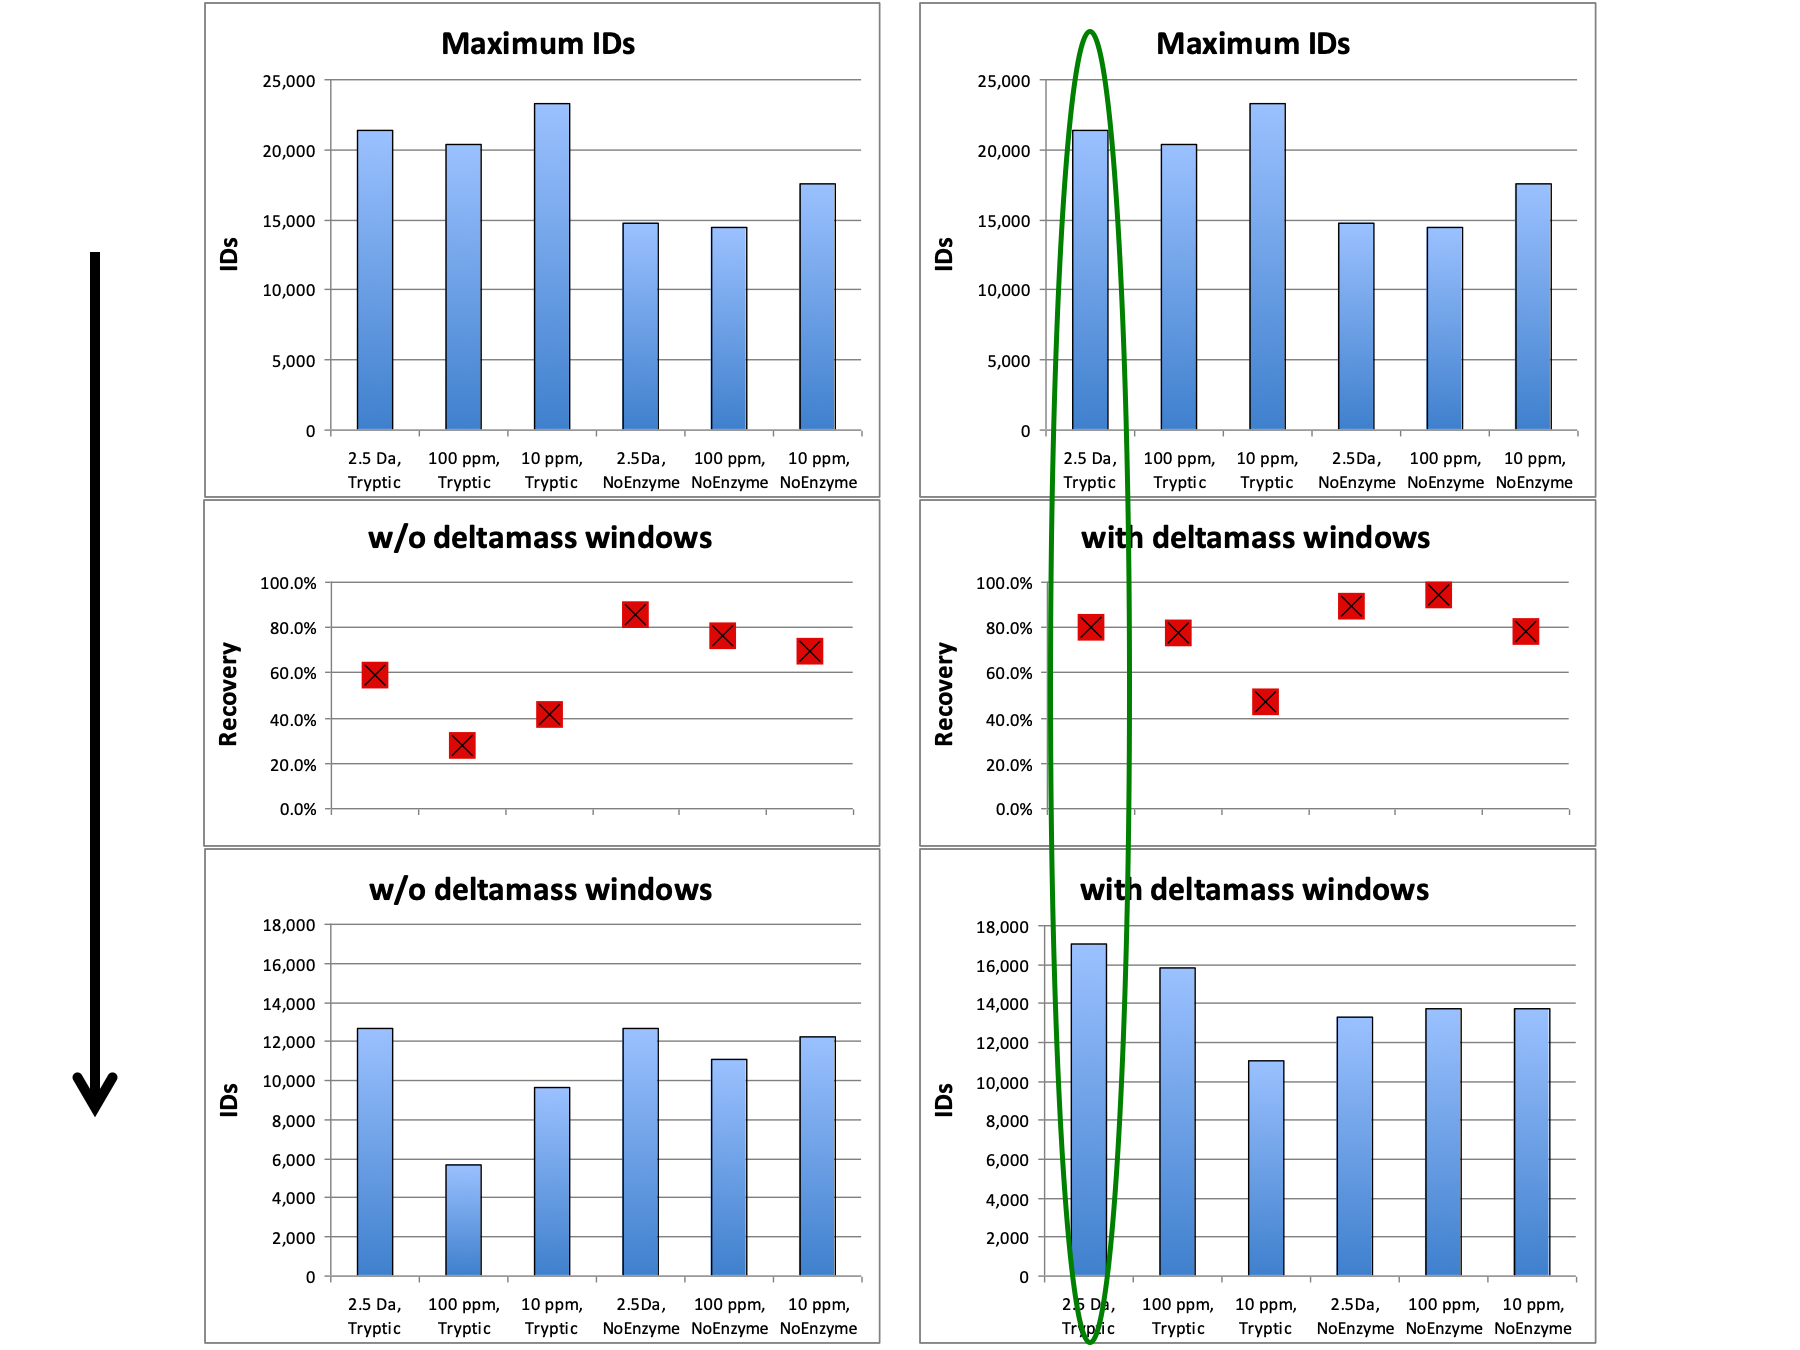 Maximum IDs
25,000
20,000
15,000
10,000
5,000
0
IDs
2.5 Da, 100 ppm, 10 ppm, 2.5Da, 100 ppm, 10 ppm,
Tryptic Tryptic Tryptic NoEnzyme NoEnzyme NoEnzyme
w/o deltamass windows
100.0%
80.0%
60.0%
40.0%
20.0%
0.0%
Recovery
w/o deltamass windows
18,000
16,000
14,000
12,000
10,000
8,000
6,000
4,000
2,000
0
IDs
2.5 Da, 100 ppm, 10 ppm, 2.5Da, 100 ppm, 10 ppm,
Tryptic Tryptic Tryptic NoEnzyme NoEnzyme NoEnzyme
Maximum IDs
25,000
20,000
15,000
10,000
5,000
0
IDs
2.5 Da, 100 ppm, 10 ppm, 2.5Da, 100 ppm, 10 ppm,
Tryptic Tryptic Tryptic NoEnzyme NoEnzyme NoEnzyme
with deltamass windows
100.0%
80.0%
60.0%
40.0%
20.0%
0.0%
Recovery
with deltamass windows
18,000
16,000
14,000
12,000
10,000
8,000
6,000
4,000
2,000
0
IDs
2.5 Da, 100 ppm, 10 ppm, 2.5Da, 100 ppm, 10 ppm,
Tryptic Tryptic Tryptic NoEnzyme NoEnzyme NoEnzyme